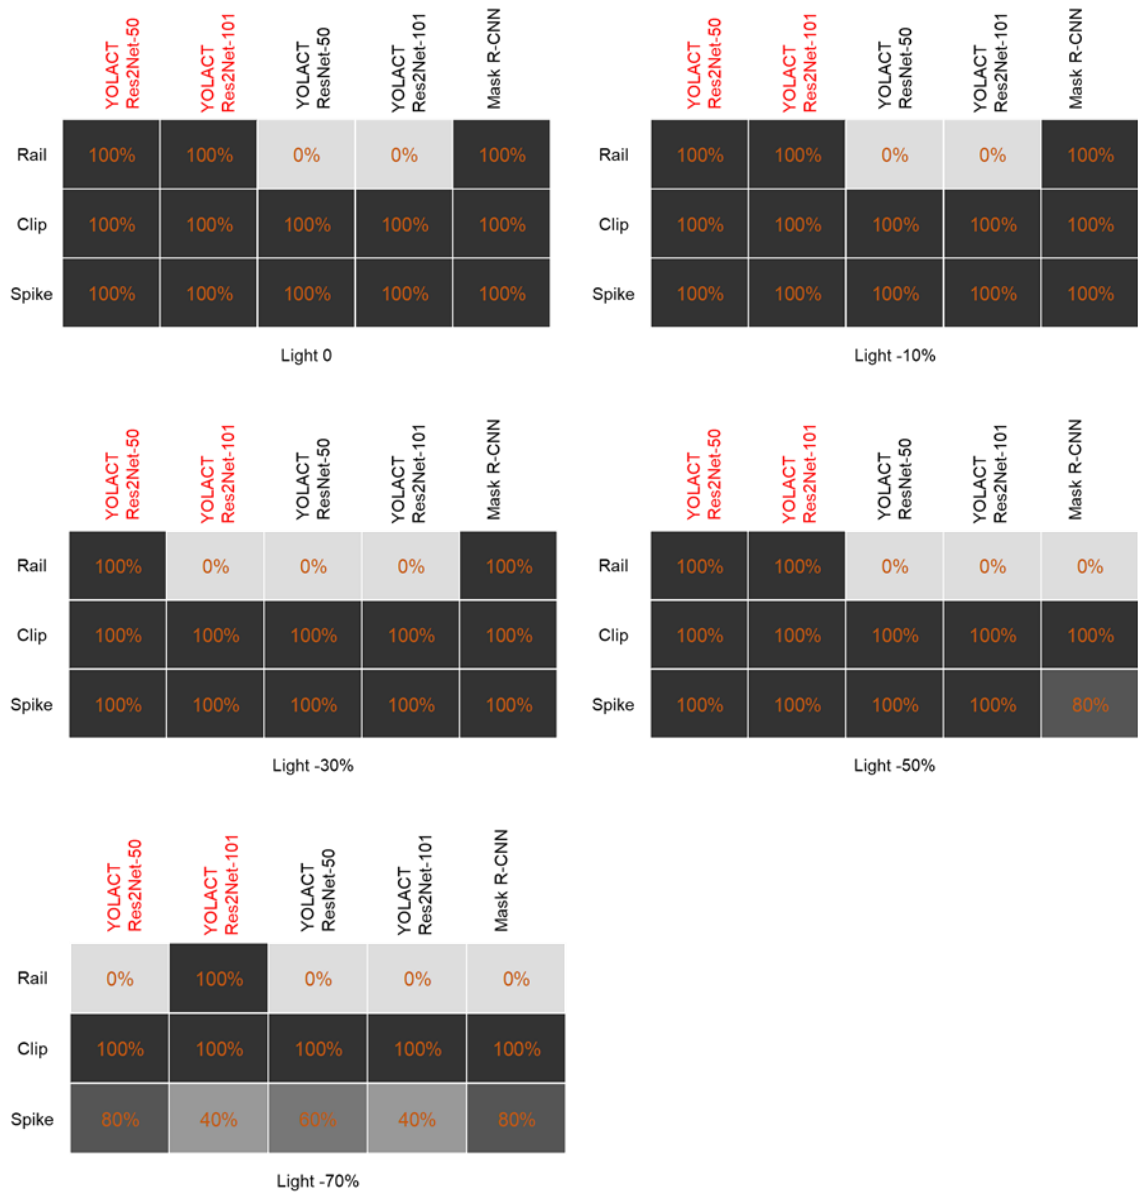 YOLACT
Res2Net-50
YOLACT
Res2Net-101
YOLACT
ResNet-50
YOLACT
Res2Net-101
Mask R-CNN
Rail 100% 100% 0% 0% 100%
Clip 100% 100% 100% 100% 100%
Spike 100% 100% 100% 100% 100%
Light 0
YOLACT
Res2Net-50
YOLACT
Res2Net-101
YOLACT
ResNet-50
YOLACT
Res2Net-101
Mask R-CNN
Rail 100% 100% 0% 0% 100%
Clip 100% 100% 100% 100% 100%
Spike 100% 100% 100% 100% 100%
Light -10%
YOLACT
Res2Net-50
YOLACT
Res2Net-101
YOLACT
ResNet-50
YOLACT
Res2Net-101
Mask R-CNN
Rail 100% 0% 0% 0% 100%
Clip 100% 100% 100% 100% 100%
Spike 100% 100% 100% 100% 100%
Light -30%
YOLACT
Res2Net-50
YOLACT
Res2Net-101
YOLACT
ResNet-50
YOLACT
Res2Net-101
Mask R-CNN
Rail 100% 100% 0% 0% 0%
Clip 100% 100% 100% 100% 100%
Spike 100% 100% 100% 100% 80%
Light -50%
YOLACT
Res2Net-50
YOLACT
Res2Net-101
YOLACT
ResNet-50
YOLACT
Res2Net-101
Mask R-CNN
Rail 0% 100% 0% 0% 0%
Clip 100% 100% 100% 100% 100%
Spike 80% 40% 60% 40% 80%
Light -70%